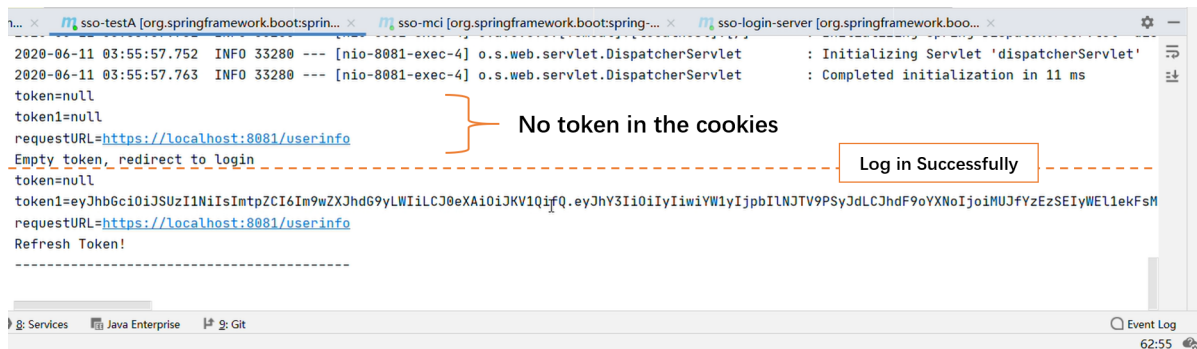 n... × sso-testA [org.springframework.boot:sprin... × sso-mci [org.springframework.boot:spring-... × sso-login-server [org.springframework.boo... ×
2020-06-11 03:55:57.752 INFO 33280 --- [nio-8081-exec-4] o.s.web.servlet.DispatcherServlet : Initializing Servlet 'dispatcherServlet'
2020-06-11 03:55:57.763 INFO 33280 --- [nio-8081-exec-4] o.s.web.servlet.DispatcherServlet : Completed initialization in 11 ms
token=null
token1=null
No token in the cookies
requestURL=https://localhost:8081/userinfo
Empty token, redirect to login
Log in Successfully
token=null
token1=eyJhbGciOiJSUzI1NiIsImtpZCI6Im9wZXJhdG9yLWIiLCJ0eXAiOiJKV1QifQ.eyJhY3IiOiIyIiwiYW1yIjpbIlNJTV9PSyJdLCJhdF9oYXNoIjoiMUJfYzEzSEIyWEl1ekFsM
requestURL=https://localhost:8081/userinfo
Refresh Token!
----------------------------------------
8: Services Java Enterprise 9: Git Event Log
62:55